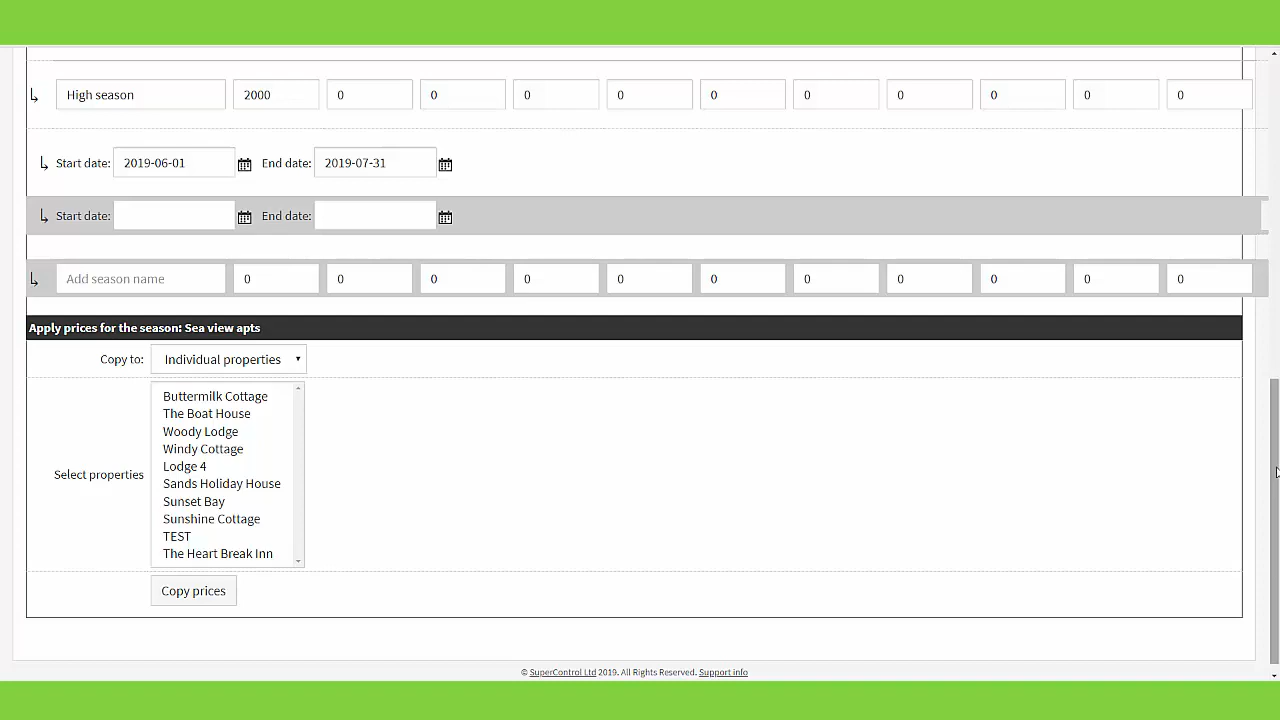 High season 2000 0 0 0 0 0 0 0 0 0 0
Start date: 2019-06-01 End date: 2019-07-31
Start date: End date:
Add season name 0 0 0 0 0 0 0 0 0 0 0
Apply prices for the season: Sea view apts
Copy to: Individual properties
Select properties
Buttermilk Cottage
The Boat House
Woody Lodge
Windy Cottage
Lodge 4
Sands Holiday House
Sunset Bay
Sunshine Cottage
TEST
The Heart Break Inn
Copy prices
© SuperControl Ltd 2019. All Rights Reserved. Support info